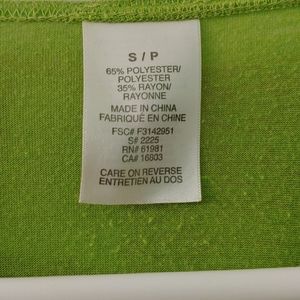 S / P
65% POLYESTER/
POLYESTER
35% RAYON/
RAYONNE
MADE IN CHINA
FABRIQUÉ EN CHINE
FSC# F3142951
S# 2225
RN# 61981
CA# 16803
CARE ON REVERSE
ENTRETIEN AU DOS